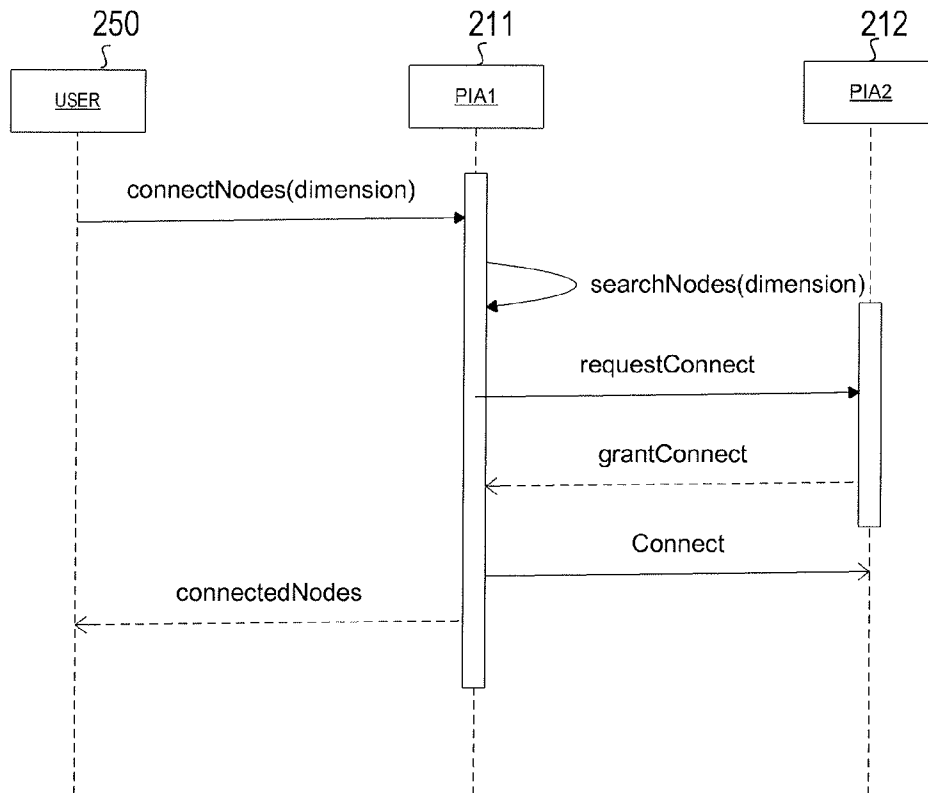 250
211
212
USER
PIA1
PIA2
connectNodes(dimension)
searchNodes(dimension)
requestConnect
grantConnect
Connect
connectedNodes